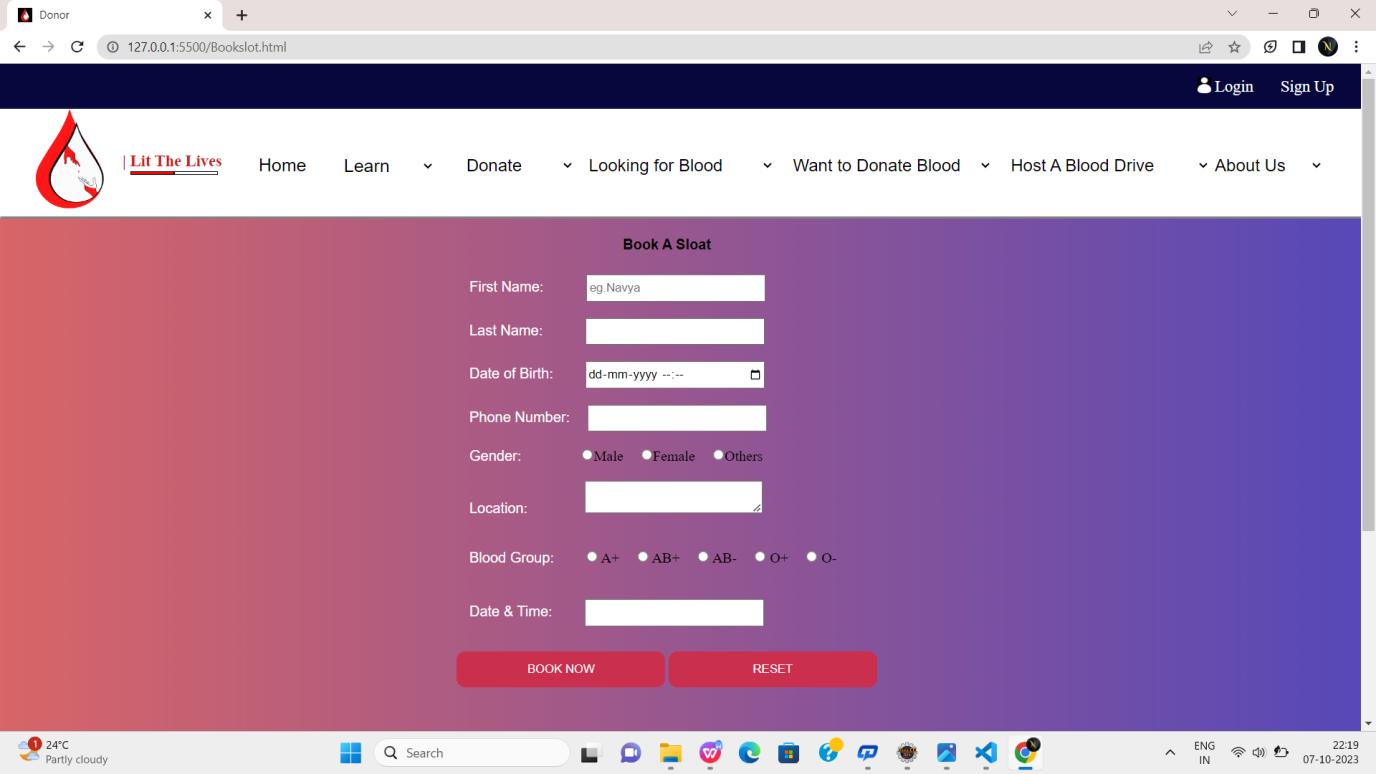 Donor
127.0.0.1:5500/Bookslot.html
N
Login Sign Up
| Lit The Lives
Home Learn Donate Looking for Blood Want to Donate Blood Host A Blood Drive About Us
Book A Sloat
First Name: eg.Navya
Last Name:
Date of Birth: dd-mm-yyyy --:--
Phone Number:
Gender: Male Female Others
Location:
Blood Group: A+ AB+ AB- O+ O-
Date & Time:
BOOK NOW RESET
1 24°C
Partly cloudy
Search
ENG
IN
22:19
07-10-2023